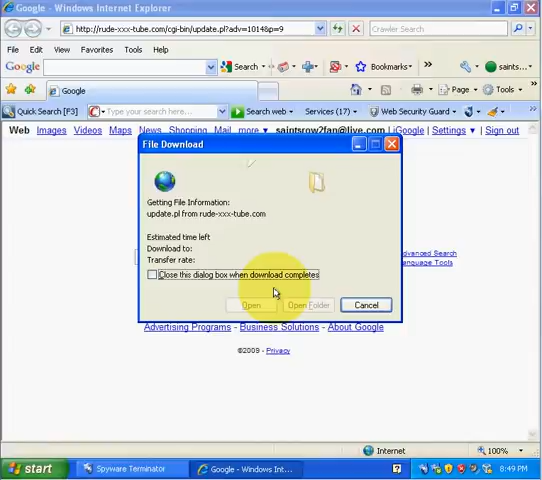 Google - Windows Internet Explorer
http://rude-xxx-tube.com/cgi-bin/update.pl?adv=1014&p=9
Crawler Search
File Edit View Favorites Tools Help
Google Search Bookmarks saints...
Google Page Tools
Quick Search [F3] Type your search here... Search web Services (17) Web Security Guard
Web Images Videos Maps News Shopping Mail more saintsrow2fan@live.com | iGoogle | Settings | Sign out
File Download
Getting File Information:
update.pl from rude-xxx-tube.com
Estimated time left
Download to:
Transfer rate:
Close this dialog box when download completes
Open Open Folder Cancel
Advanced Search
Language Tools
Advertising Programs - Business Solutions - About Google
©2009 - Privacy
Internet 100%
start Spyware Terminator Google - Windows Int... 8:49 PM